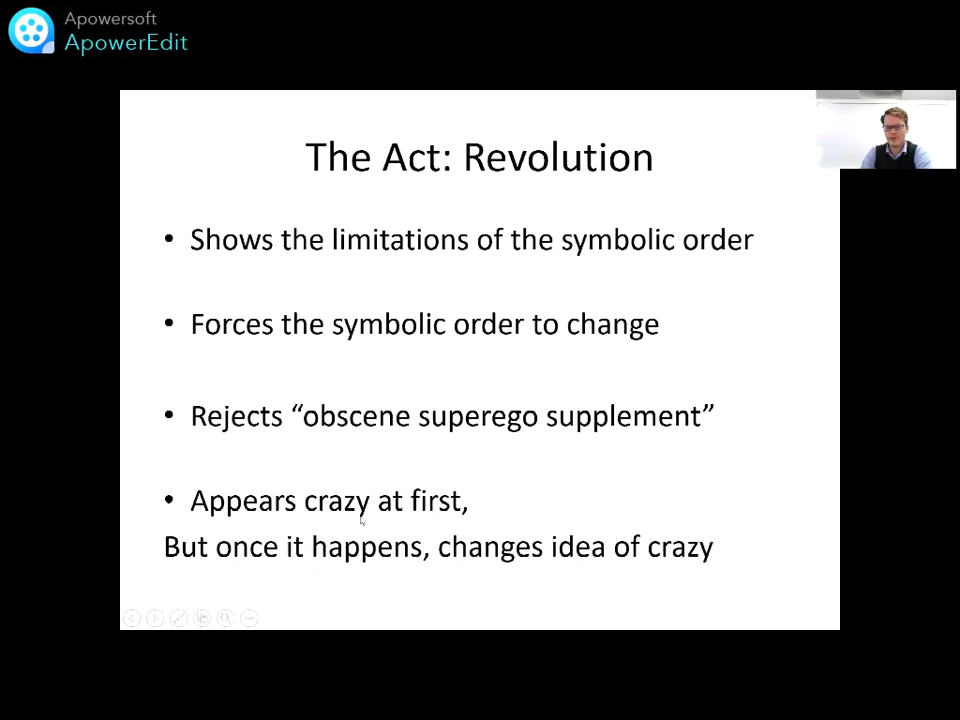 Apowersoft
ApowerEdit
The Act: Revolution
• Shows the limitations of the symbolic order
• Forces the symbolic order to change
• Rejects “obscene superego supplement”
• Appears crazy at first,
But once it happens, changes idea of crazy